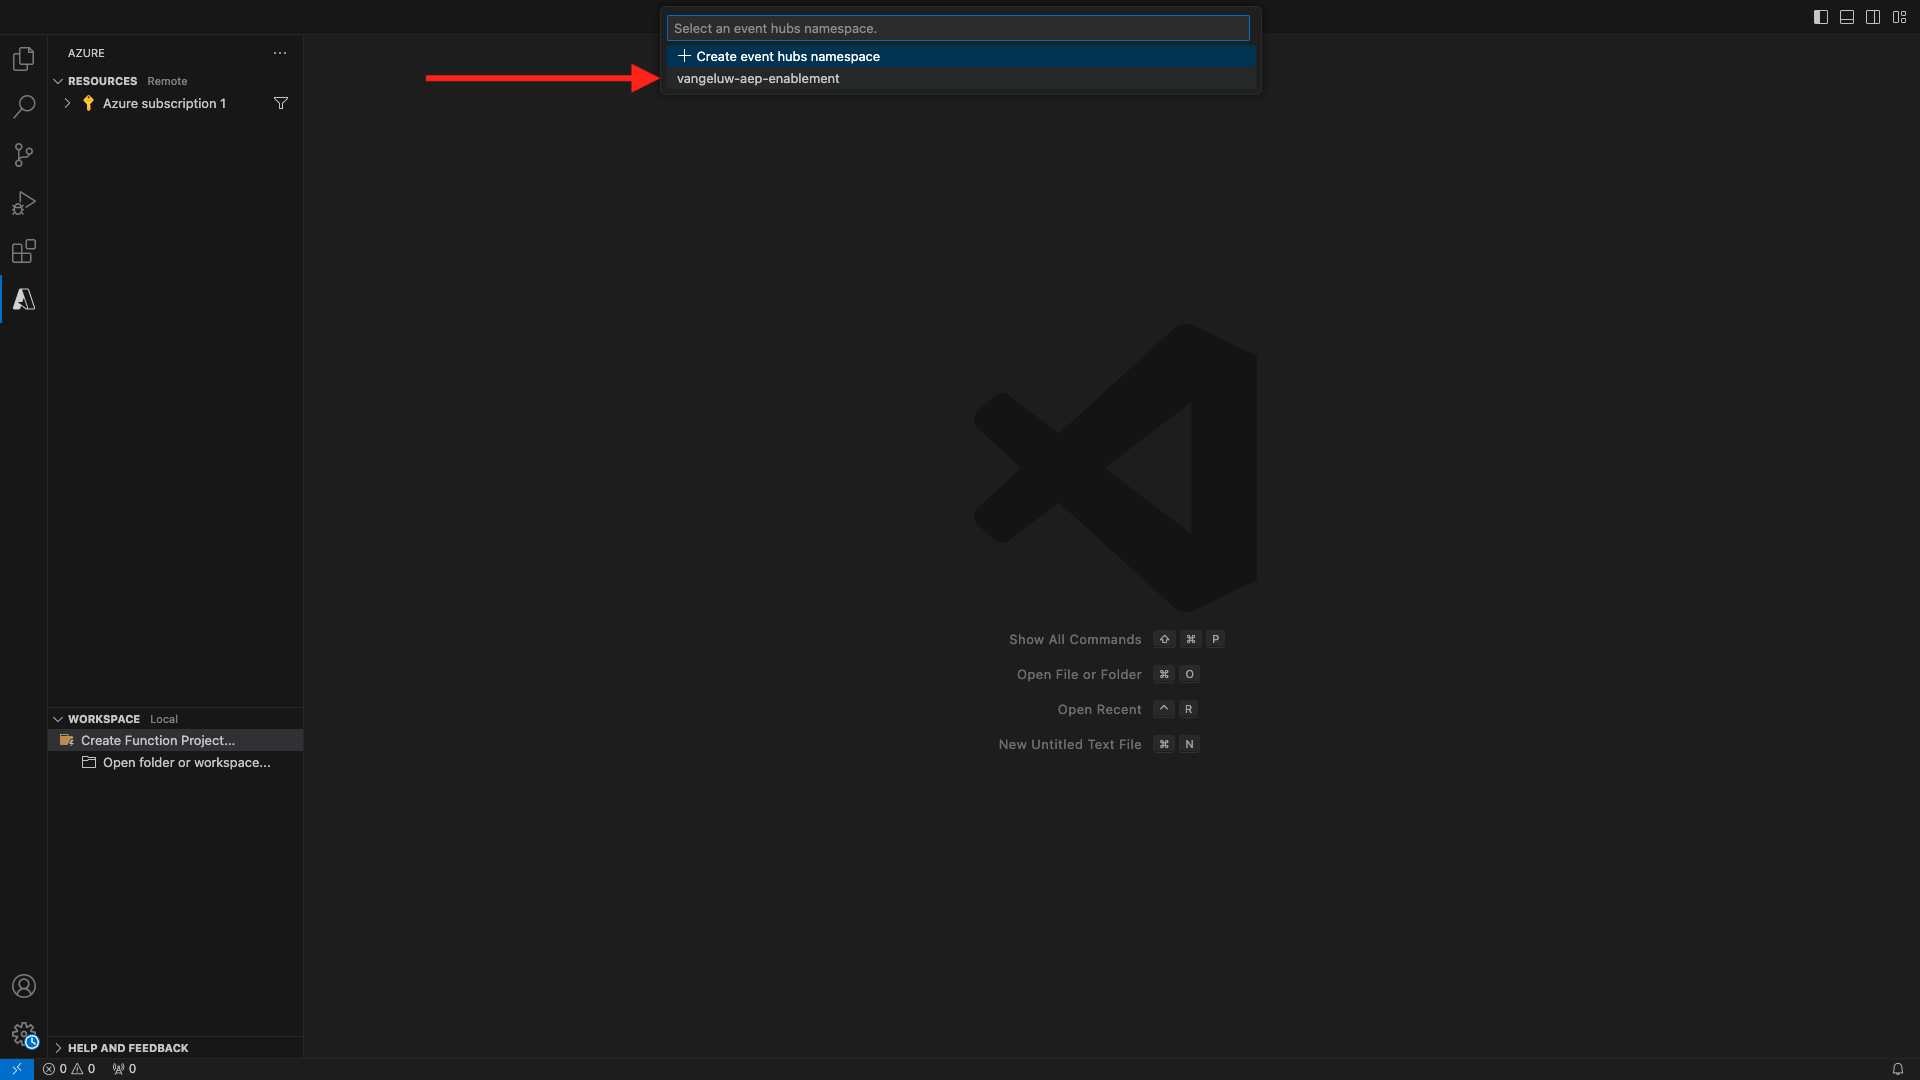 Select an event hubs namespace.
Create event hubs namespace
vangeluw-aep-enablement
AZURE
RESOURCES Remote
Azure subscription 1
Show All Commands ⇧ ⌘ P
Open File or Folder ⌘ O
Open Recent ^ R
New Untitled Text File ⌘ N
WORKSPACE Local
Create Function Project...
Open folder or workspace...
HELP AND FEEDBACK
0 0 0